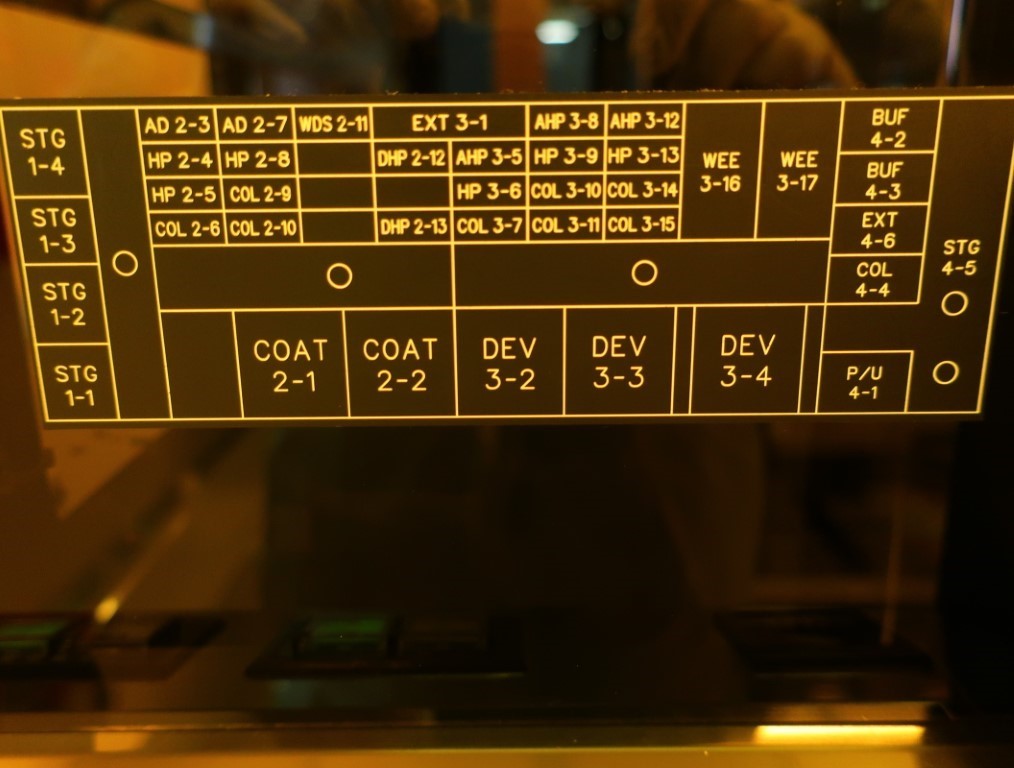 STG
1-4
STG
1-3
STG
1-2
STG
1-1
AD 2-3 AD 2-7 WDS 2-11 EXT 3-1 AHP 3-8 AHP 3-12
HP 2-4 HP 2-8 DHP 2-12 AHP 3-5 HP 3-9 HP 3-13
HP 2-5 COL 2-9 HP 3-6 COL 3-10 COL 3-14
COL 2-6 COL 2-10 DHP 2-13 COL 3-7 COL 3-11 COL 3-15
WEE
3-16
WEE
3-17
BUF
4-2
BUF
4-3
EXT
4-6
COL
4-4
STG
4-5
COAT
2-1
COAT
2-2
DEV
3-2
DEV
3-3
DEV
3-4
P/U
4-1